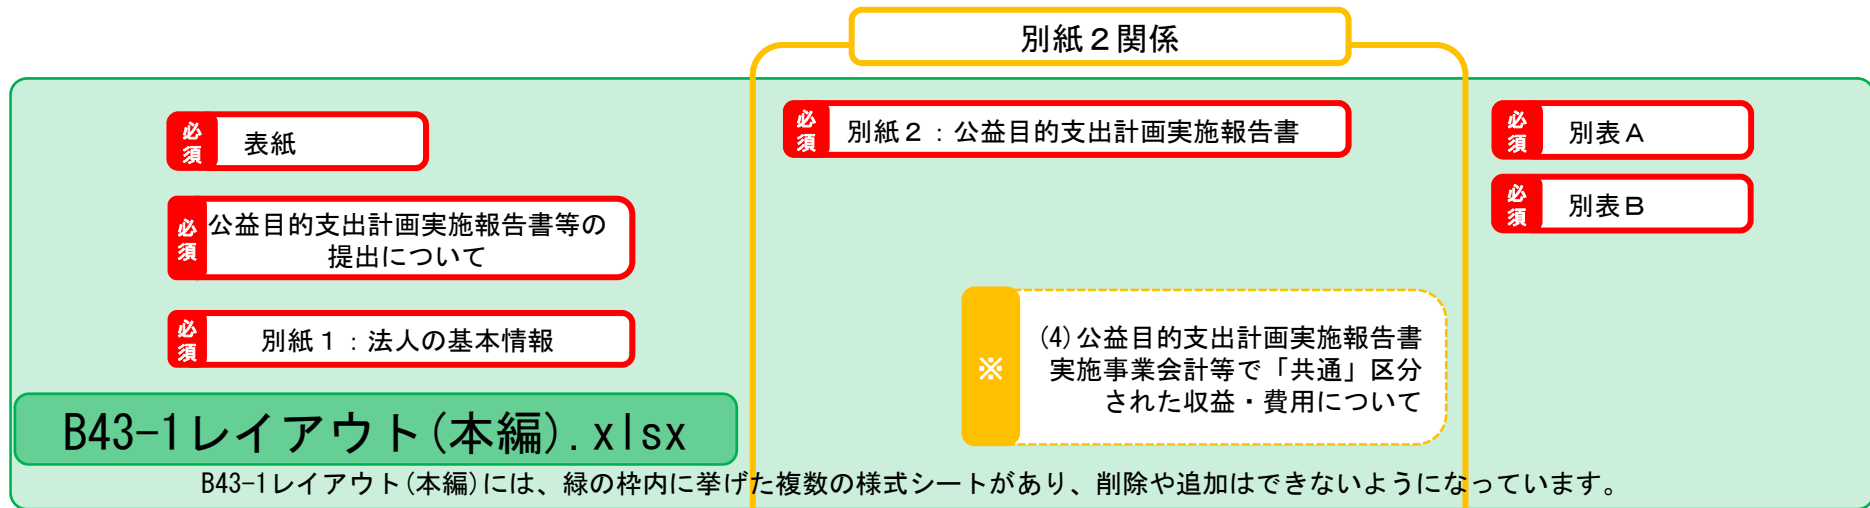 別紙２関係
必須
表紙
必須
公益目的支出計画実施報告書等の
提出について
必須
別紙１：法人の基本情報
必須
別紙２：公益目的支出計画実施報告書
※
(4)公益目的支出計画実施報告書
実施事業会計等で「共通」区分
された収益・費用について
必須
別表Ａ
必須
別表Ｂ
B43-1レイアウト(本編).xlsx
B43-1レイアウト(本編)には、緑の枠内に挙げた複数の様式シートがあり、削除や追加はできないようになっています。